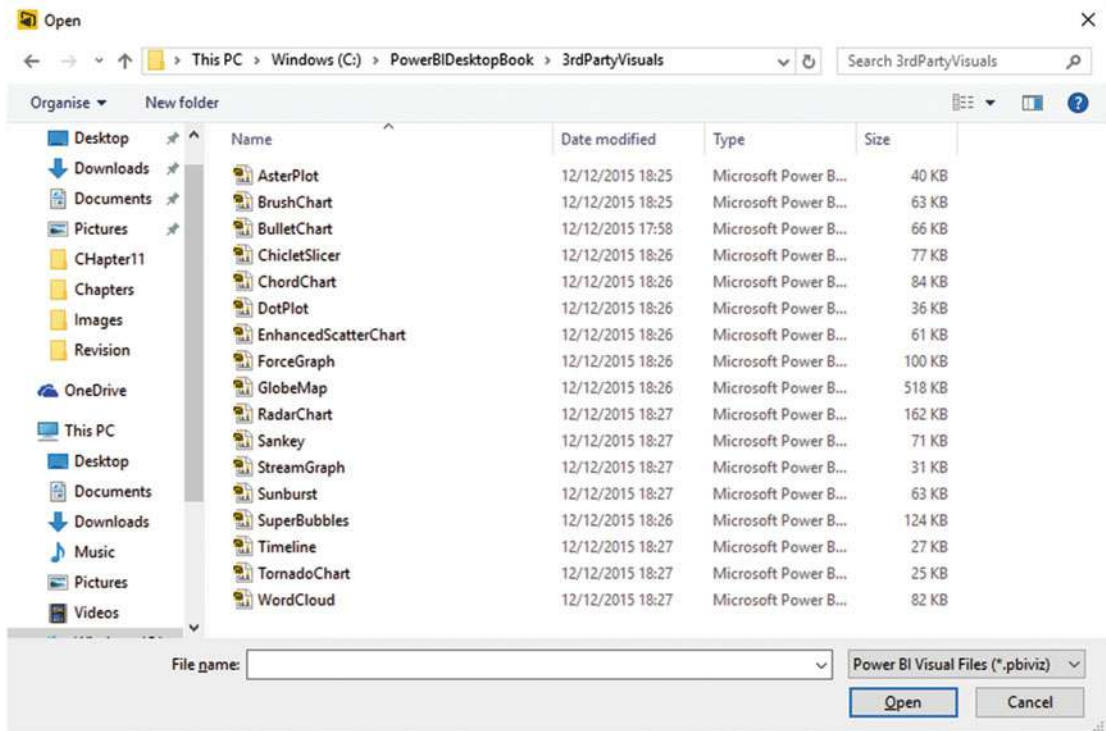 Open
This PC > Windows (C:) > PowerBIDesktopBook > 3rdPartyVisuals
Search 3rdPartyVisuals
Organise
New folder
Desktop
Downloads
Documents
Pictures
CHapter11
Chapters
Images
Revision
OneDrive
This PC
Desktop
Documents
Downloads
Music
Pictures
Videos
Name Date modified Type Size
AsterPlot 12/12/2015 18:25 Microsoft Power B... 40 KB
BrushChart 12/12/2015 18:25 Microsoft Power B... 63 KB
BulletChart 12/12/2015 17:58 Microsoft Power B... 66 KB
ChicletSlicer 12/12/2015 18:26 Microsoft Power B... 77 KB
ChordChart 12/12/2015 18:26 Microsoft Power B... 84 KB
DotPlot 12/12/2015 18:26 Microsoft Power B... 36 KB
EnhancedScatterChart 12/12/2015 18:26 Microsoft Power B... 61 KB
ForceGraph 12/12/2015 18:26 Microsoft Power B... 100 KB
GlobeMap 12/12/2015 18:26 Microsoft Power B... 518 KB
RadarChart 12/12/2015 18:27 Microsoft Power B... 162 KB
Sankey 12/12/2015 18:27 Microsoft Power B... 71 KB
StreamGraph 12/12/2015 18:27 Microsoft Power B... 31 KB
Sunburst 12/12/2015 18:27 Microsoft Power B... 63 KB
SuperBubbles 12/12/2015 18:26 Microsoft Power B... 124 KB
Timeline 12/12/2015 18:27 Microsoft Power B... 27 KB
TornadoChart 12/12/2015 18:27 Microsoft Power B... 25 KB
WordCloud 12/12/2015 18:27 Microsoft Power B... 82 KB
File name:
Power BI Visual Files (*.pbiviz)
Open
Cancel